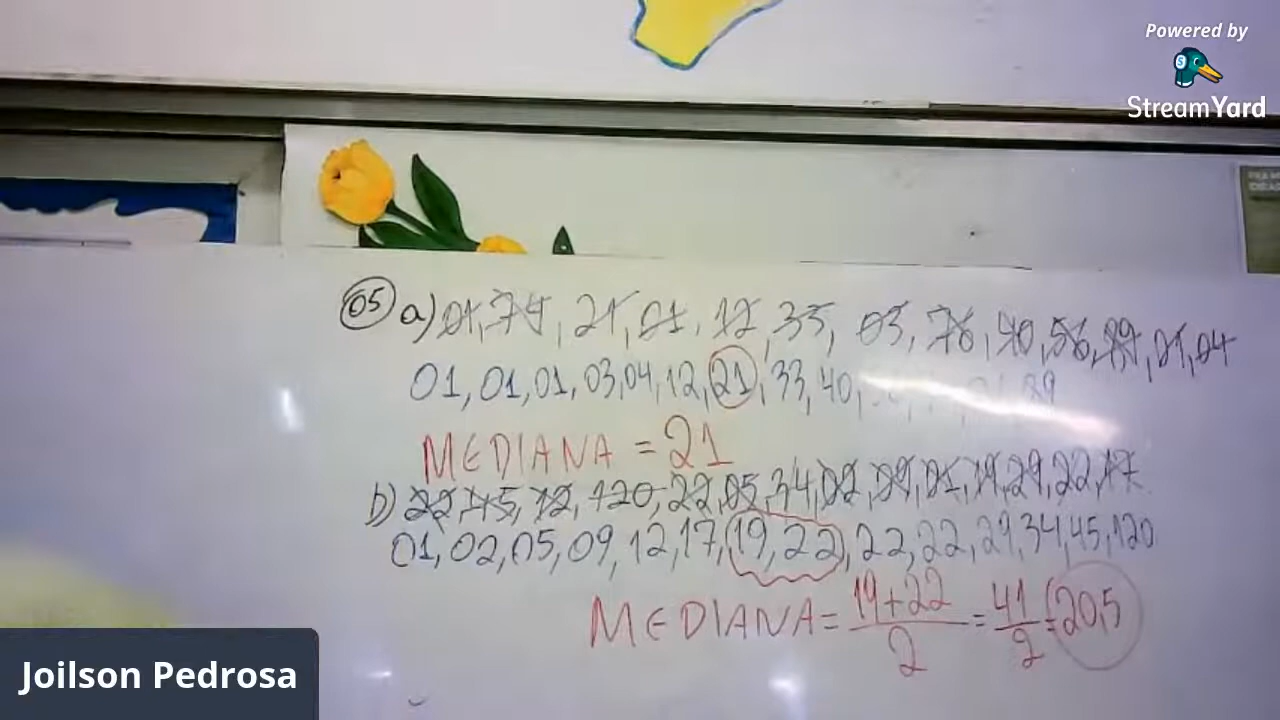 Powered by
StreamYard
05 a) 01, 74, 21, 01, 12, 33, 03, 76, 40, 56, 89, 01, 04
01, 01, 01, 03, 04, 12, 21, 33, 40, 89
MEDIANA = 21
b) 22, 45, 12, 120, 22, 05, 34, 02, 09, 01, 19, 29, 22, 17
01, 02, 05, 09, 12, 17, 19, 22, 22, 22, 29, 34, 45, 120
MEDIANA = 19+22/2 = 41/2 = 20,5
Joilson Pedrosa